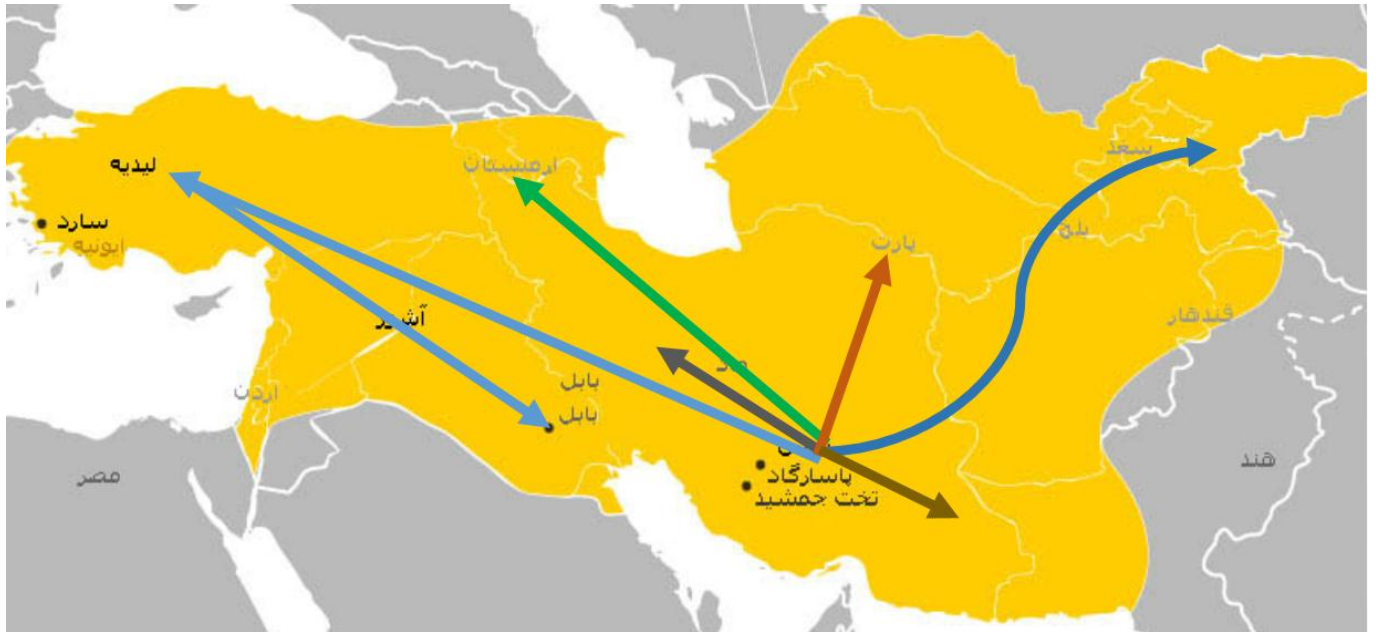 سغد
ارمنستان
لیدیه
سارد
ایونیه
بلخ
پارت
قندهار
آشور
بابل
اردن
بابل
هند
پاسارگاد
مصر
تخت جمشید